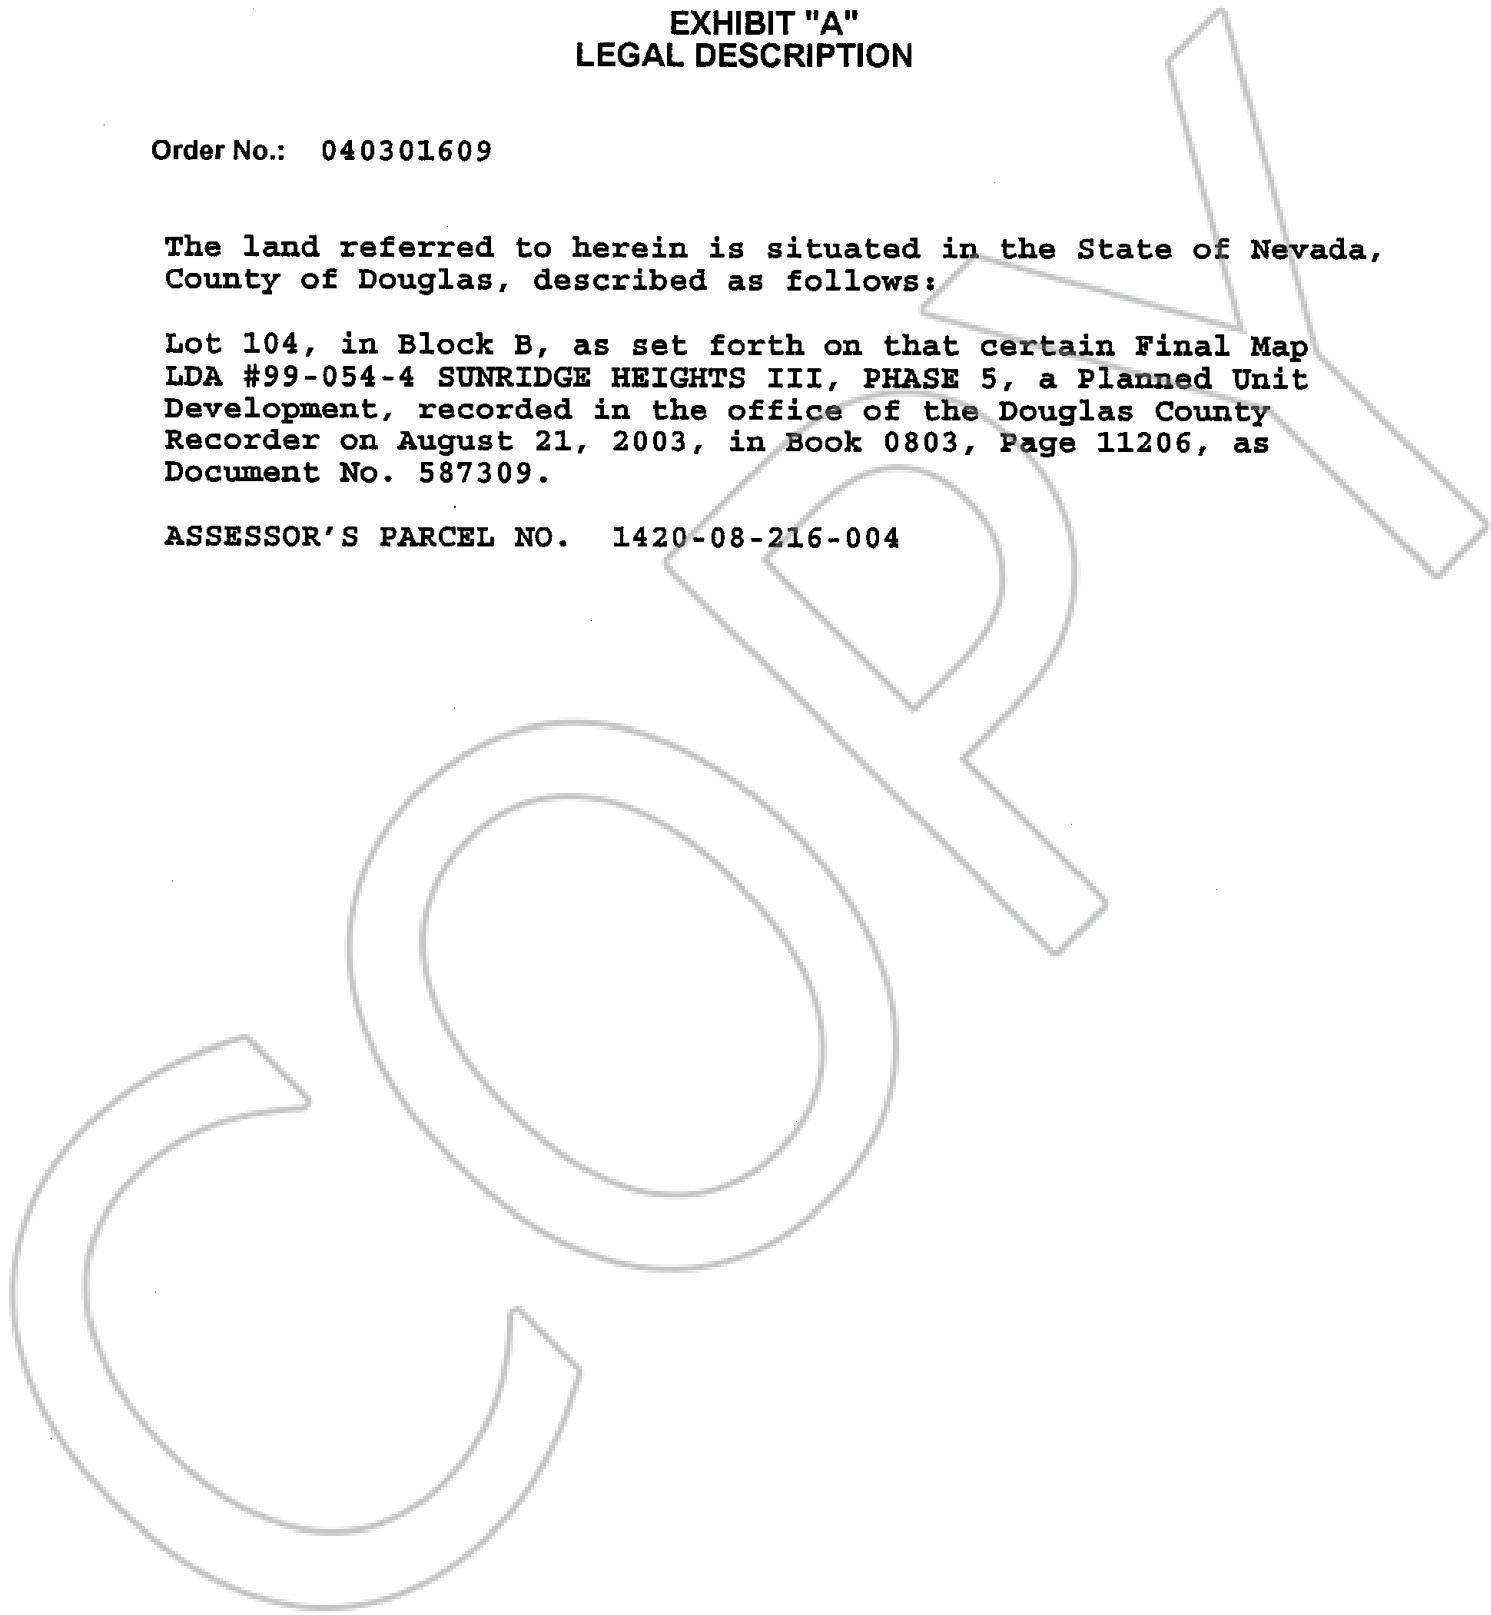 EXHIBIT "A"
LEGAL DESCRIPTION
Order No.: 040301609
The land referred to herein is situated in the State of Nevada,
County of Douglas, described as follows:
Lot 104, in Block B, as set forth on that certain Final Map
LDA #99-054-4 SUNRIDGE HEIGHTS III, PHASE 5, a Planned Unit
Development, recorded in the office of the Douglas County
Recorder on August 21, 2003, in Book 0803, Page 11206, as
Document No. 587309.
ASSESSOR'S PARCEL NO. 1420-08-216-004
COPY